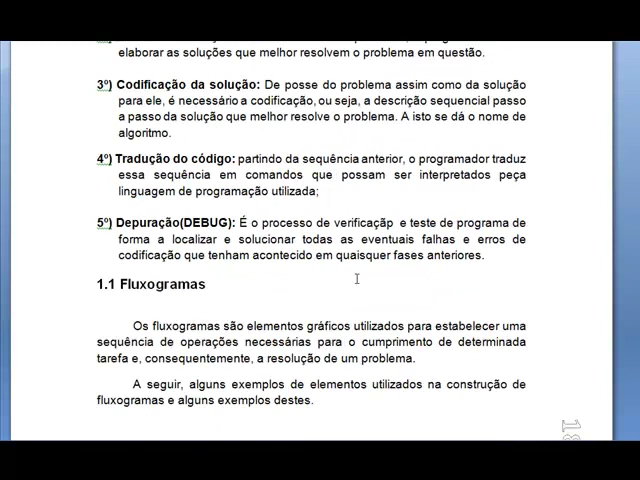 elaborar as soluções que melhor resolvem o problema em questão.
3º) Codificação da solução: De posse do problema assim como da solução
para ele, é necessário a codificação, ou seja, a descrição sequencial passo
a passo da solução que melhor resolve o problema. A isto se dá o nome de
algoritmo.
4º) Tradução do código: partindo da sequência anterior, o programador traduz
essa sequência em comandos que possam ser interpretados peça
linguagem de programação utilizada;
5º) Depuração(DEBUG): É o processo de verificaçãp e teste de programa de
forma a localizar e solucionar todas as eventuais falhas e erros de
codificação que tenham acontecido em quaisquer fases anteriores.
1.1 Fluxogramas
Os fluxogramas são elementos gráficos utilizados para estabelecer uma
sequência de operações necessárias para o cumprimento de determinada
tarefa e, consequentemente, a resolução de um problema.
A seguir, alguns exemplos de elementos utilizados na construção de
fluxogramas e alguns exemplos destes.